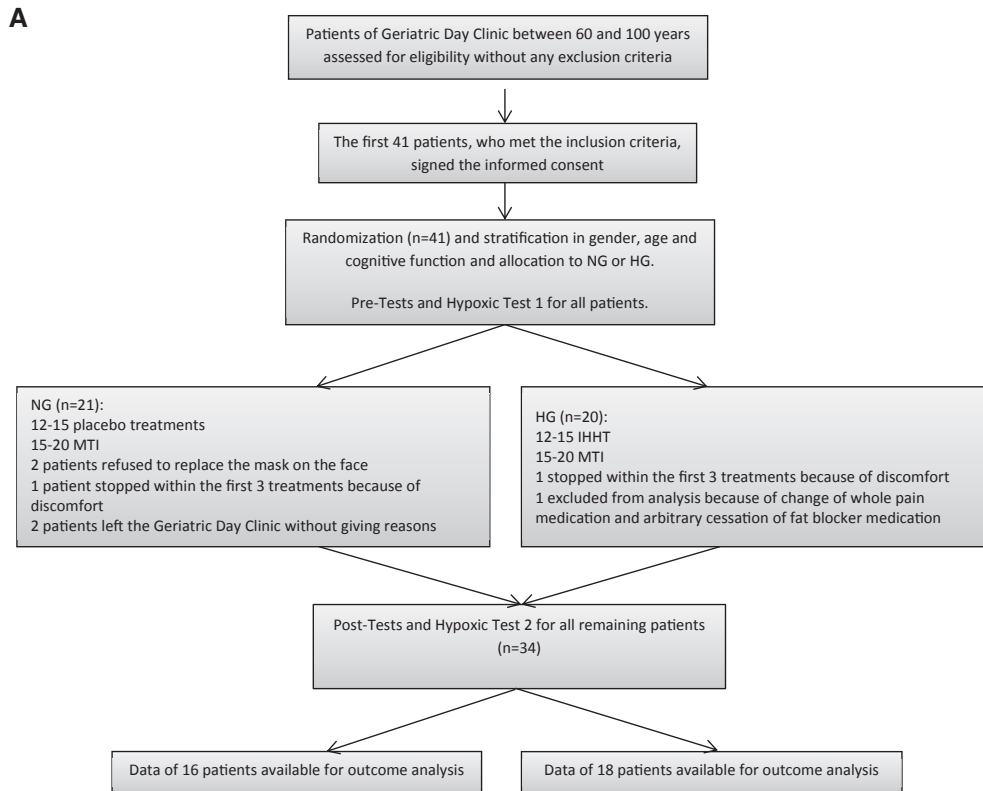 A
Patients of Geriatric Day Clinic between 60 and 100 years
assessed for eligibility without any exclusion criteria
The first 41 patients, who met the inclusion criteria,
signed the informed consent
Randomization (n=41) and stratification in gender, age and
cognitive function and allocation to NG or HG.
Pre-Tests and Hypoxic Test 1 for all patients.
NG (n=21):
12-15 placebo treatments
15-20 MTI
2 patients refused to replace the mask on the face
1 patient stopped within the first 3 treatments because of
discomfort
2 patients left the Geriatric Day Clinic without giving reasons
HG (n=20):
12-15 IHHT
15-20 MTI
1 stopped within the first 3 treatments because of discomfort
1 excluded from analysis because of change of whole pain
medication and arbitrary cessation of fat blocker medication
Post-Tests and Hypoxic Test 2 for all remaining patients
(n=34)
Data of 16 patients available for outcome analysis
Data of 18 patients available for outcome analysis